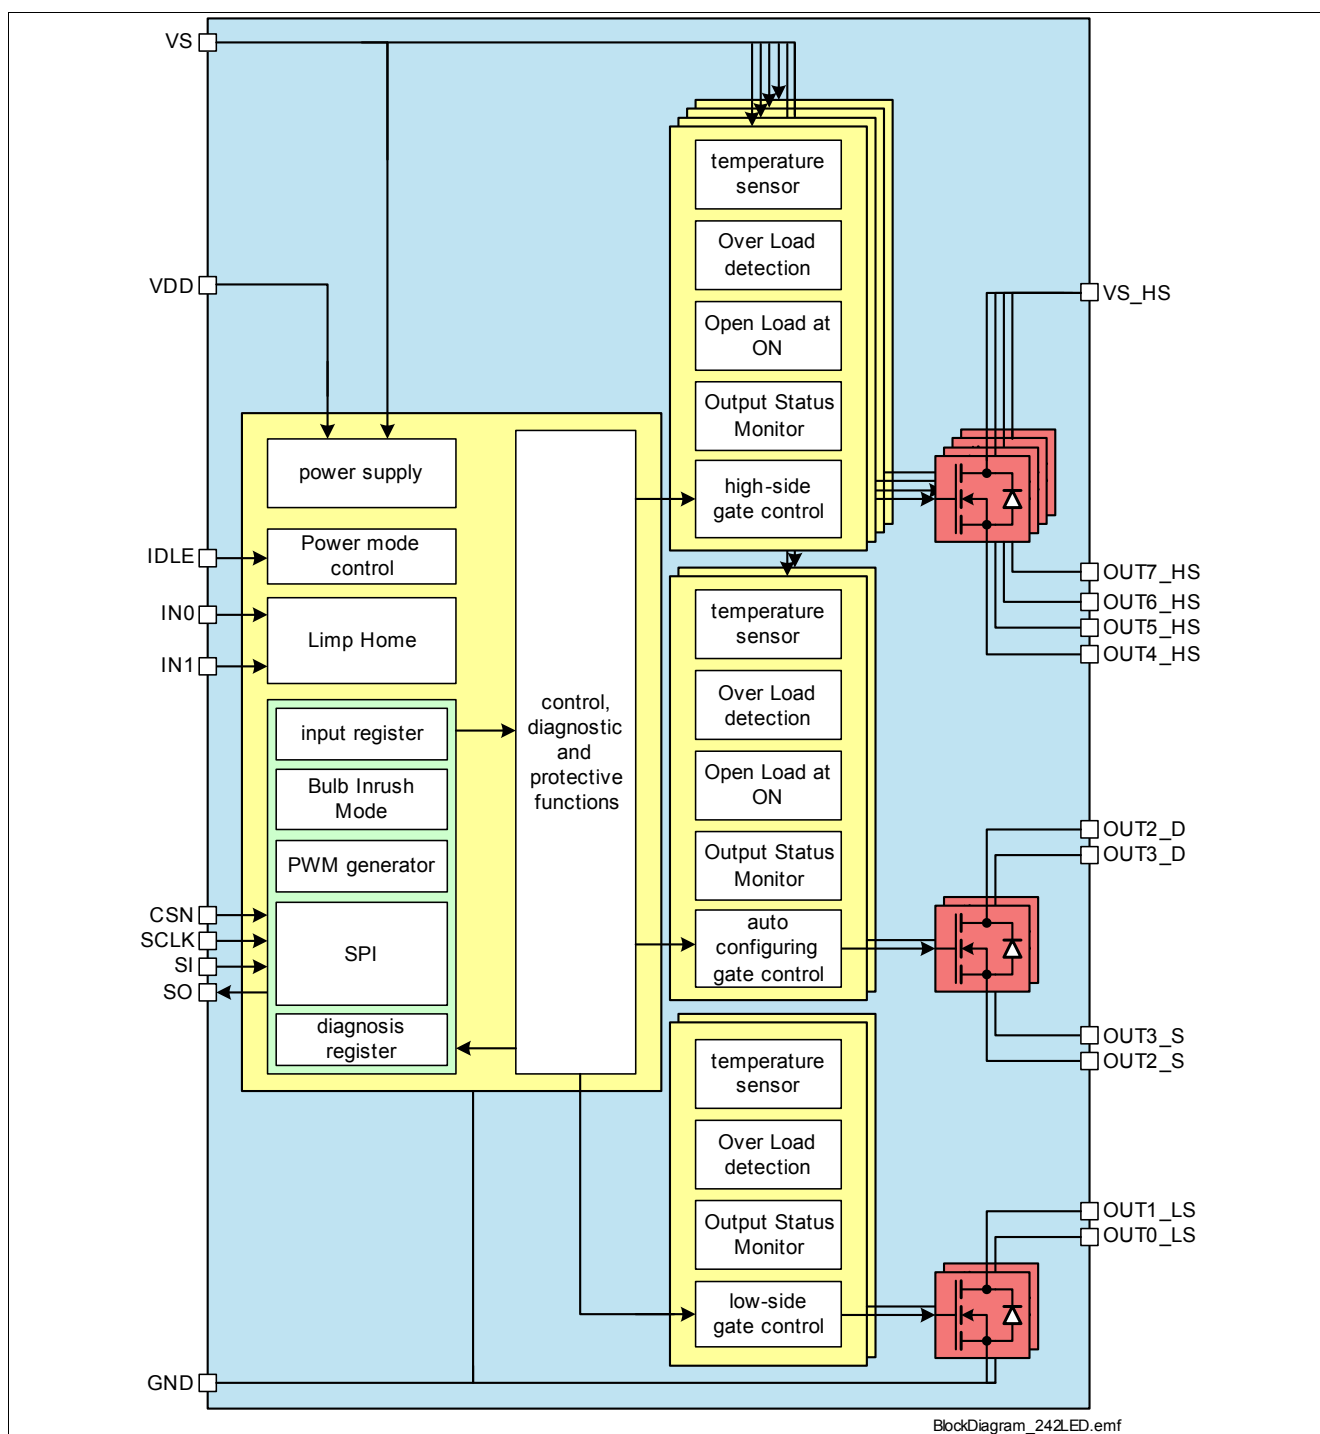 VS
VDD
IDLE
IN0
IN1
CSN
SCLK
SI
SO
GND
power supply
Power mode
control
Limp Home
input register
Bulb Inrush
Mode
PWM generator
SPI
diagnosis
register
control,
diagnostic
and
protective
functions
temperature
sensor
Over Load
detection
Open Load at
ON
Output Status
Monitor
high-side
gate control
temperature
sensor
Over Load
detection
Open Load at
ON
Output Status
Monitor
auto
configuring
gate control
temperature
sensor
Over Load
detection
Output Status
Monitor
low-side
gate control
VS_HS
OUT7_HS
OUT6_HS
OUT5_HS
OUT4_HS
OUT2_D
OUT3_D
OUT3_S
OUT2_S
OUT1_LS
OUT0_LS
BlockDiagram_242LED.emf